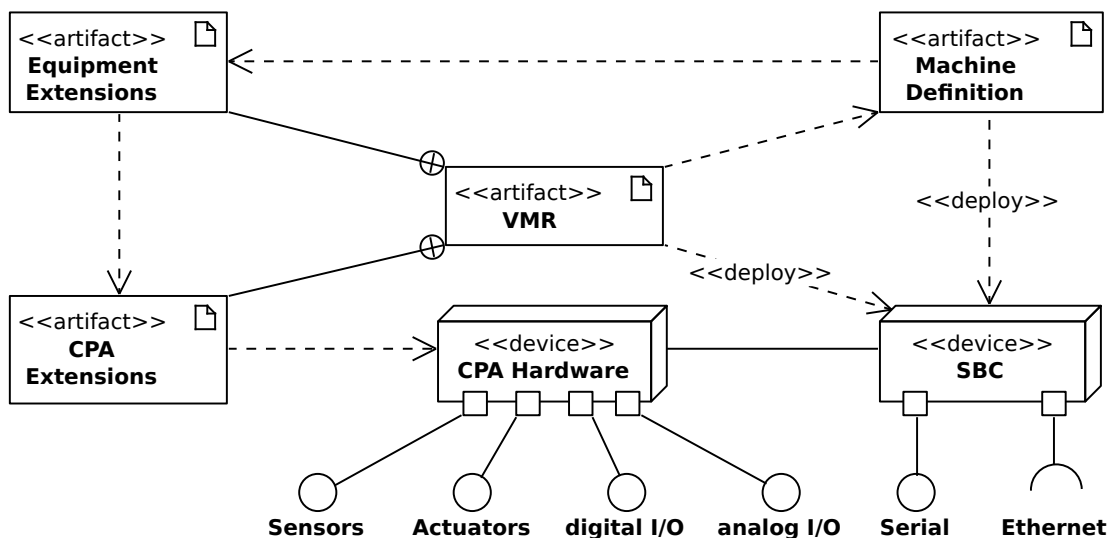 <<artifact>>
Equipment
Extensions
<<artifact>>
Machine
Definition
<<artifact>>
VMR
<<deploy>>
<<deploy>>
<<artifact>>
CPA
Extensions
<<device>>
CPA Hardware
<<device>>
SBC
Sensors
Actuators
digital I/O
analog I/O
Serial
Ethernet